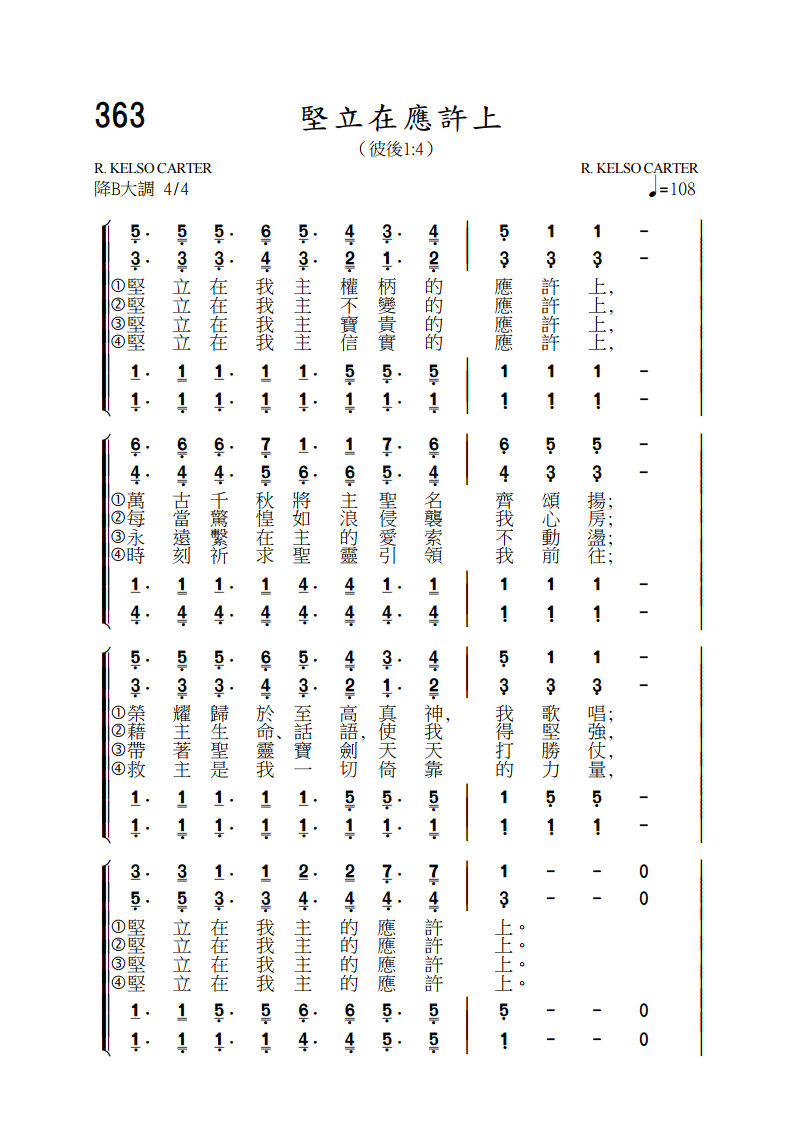 363
堅立在應許上
（彼後1:4）
R. KELSO CARTER R. KELSO CARTER
降B大調 4/4 ♩=108
5· 5 5· 6 5· 4 3· 4 | 5 1 1 -
3· 3 3· 4 3· 2 1· 2 | 3 3 3 -
①堅立在我主權柄的應許上,
②堅立在我主不變的應許上,
③堅立在我主寶貴的應許上,
④堅立在我主信實的應許上,
1· 1 1· 1 1· 5 5· 5 | 1 1 1 -
1· 1 1· 1 1· 1 1· 1 | 1 1 1 -
6· 6 6· 7 1· 1 7· 6 | 6 5 5 -
4· 4 4· 5 6· 6 5· 4 | 4 3 3 -
①萬古千秋將主聖名齊頌揚;
②每當驚惶如浪侵襲我心房;
③永遠繫在主的愛索不動盪;
④時刻祈求聖靈引領我前往;
1· 1 1· 1 4· 4 1· 1 | 1 1 1 -
4· 4 4· 4 4· 4 4· 4 | 1 1 1 -
5· 5 5· 6 5· 4 3· 4 | 5 1 1 -
3· 3 3· 4 3· 2 1· 2 | 3 3 3 -
①榮耀歸於至高真神,我歌唱;
②藉主生命、話語,使我得堅強,
③帶著聖靈寶劍天天打勝仗,
④救主是我一切倚靠的力量,
1· 1 1· 1 1· 5 5· 5 | 1 5 5 -
1· 1 1· 1 1· 1 1· 1 | 1 1 1 -
3· 3 1· 1 2· 2 7· 7 | 1 - - 0
5· 5 3· 3 4· 4 4· 4 | 3 - - 0
①堅立在我主的應許上。
②堅立在我主的應許上。
③堅立在我主的應許上。
④堅立在我主的應許上。
1· 1 5· 5 6· 6 5· 5 | 5 - - 0
1· 1 1· 1 4· 4 5· 5 | 1 - - 0